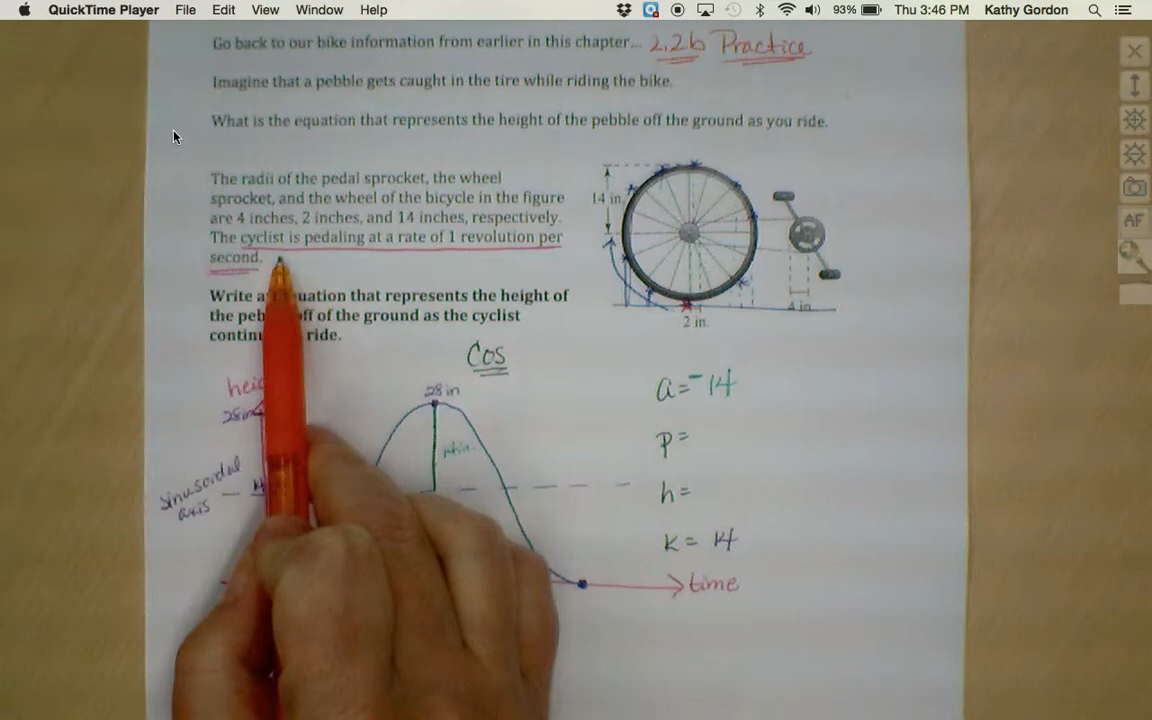 QuickTime Player File Edit View Window Help 93% Thu 3:46 PM Kathy Gordon
Go back to our bike information from earlier in this chapter... 2.2b Practice
Imagine that a pebble gets caught in the tire while riding the bike.
What is the equation that represents the height of the pebble off the ground as you ride.
The radii of the pedal sprocket, the wheel
sprocket, and the wheel of the bicycle in the figure
are 4 inches, 2 inches, and 14 inches, respectively.
The cyclist is pedaling at a rate of 1 revolution per
second.
14 in.
4 in.
2 in.
AF
Write a uation that represents the height of
the peb ff of the ground as the cyclist
contin ride.
Cos
hei
28in
28 in
a = -14
p =
sinusoidal
axis
h =
k = 14
time